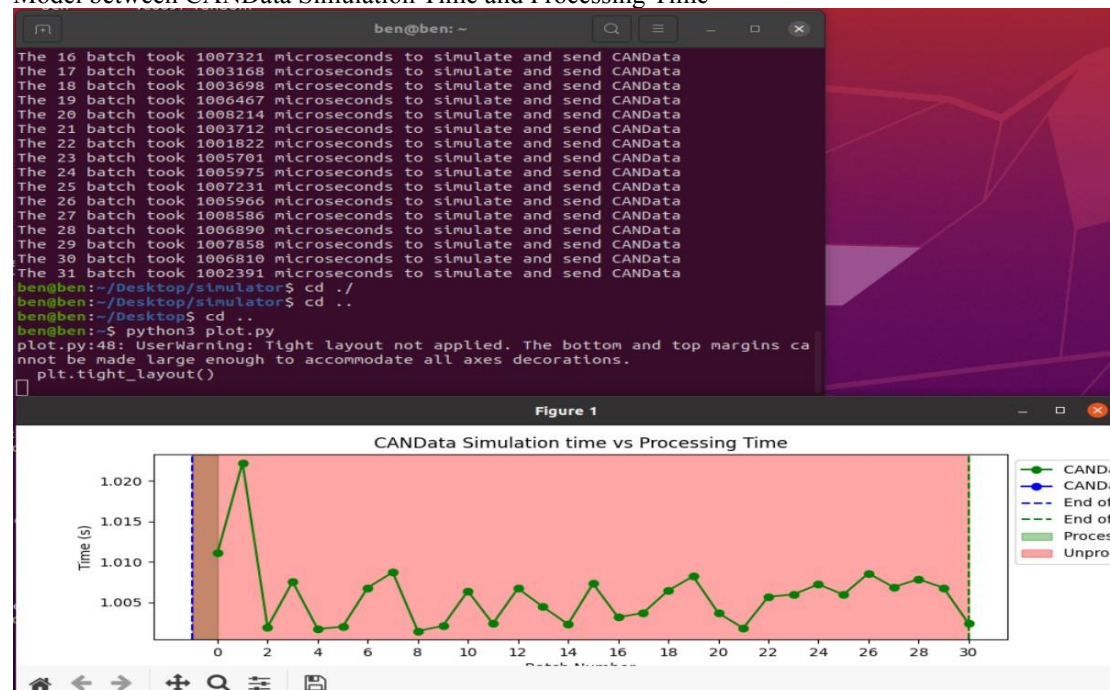 Model between CANData Simulation Time and Processing Time
ben@ben: ~
The 16 batch took 1007321 microseconds to simulate and send CANData
The 17 batch took 1003168 microseconds to simulate and send CANData
The 18 batch took 1003698 microseconds to simulate and send CANData
The 19 batch took 1006467 microseconds to simulate and send CANData
The 20 batch took 1008214 microseconds to simulate and send CANData
The 21 batch took 1003712 microseconds to simulate and send CANData
The 22 batch took 1001822 microseconds to simulate and send CANData
The 23 batch took 1005701 microseconds to simulate and send CANData
The 24 batch took 1005975 microseconds to simulate and send CANData
The 25 batch took 1007231 microseconds to simulate and send CANData
The 26 batch took 1005966 microseconds to simulate and send CANData
The 27 batch took 1008586 microseconds to simulate and send CANData
The 28 batch took 1006890 microseconds to simulate and send CANData
The 29 batch took 1007858 microseconds to simulate and send CANData
The 30 batch took 1006810 microseconds to simulate and send CANData
The 31 batch took 1002391 microseconds to simulate and send CANData
ben@ben:~/Desktop/simulator$ cd ./
ben@ben:~/Desktop/simulator$ cd ..
ben@ben:~/Desktop$ cd ..
ben@ben:~$ python3 plot.py
plot.py:48: UserWarning: Tight layout not applied. The bottom and top margins ca
nnot be made large enough to accommodate all axes decorations.
plt.tight_layout()
Figure 1
CANData Simulation time vs Processing Time
CANDa
CANDa
End of
End of
Proces
Unpro
1.020
1.015
1.010
1.005
Time (s)
0 2 4 6 8 10 12 14 16 18 20 22 24 26 28 30